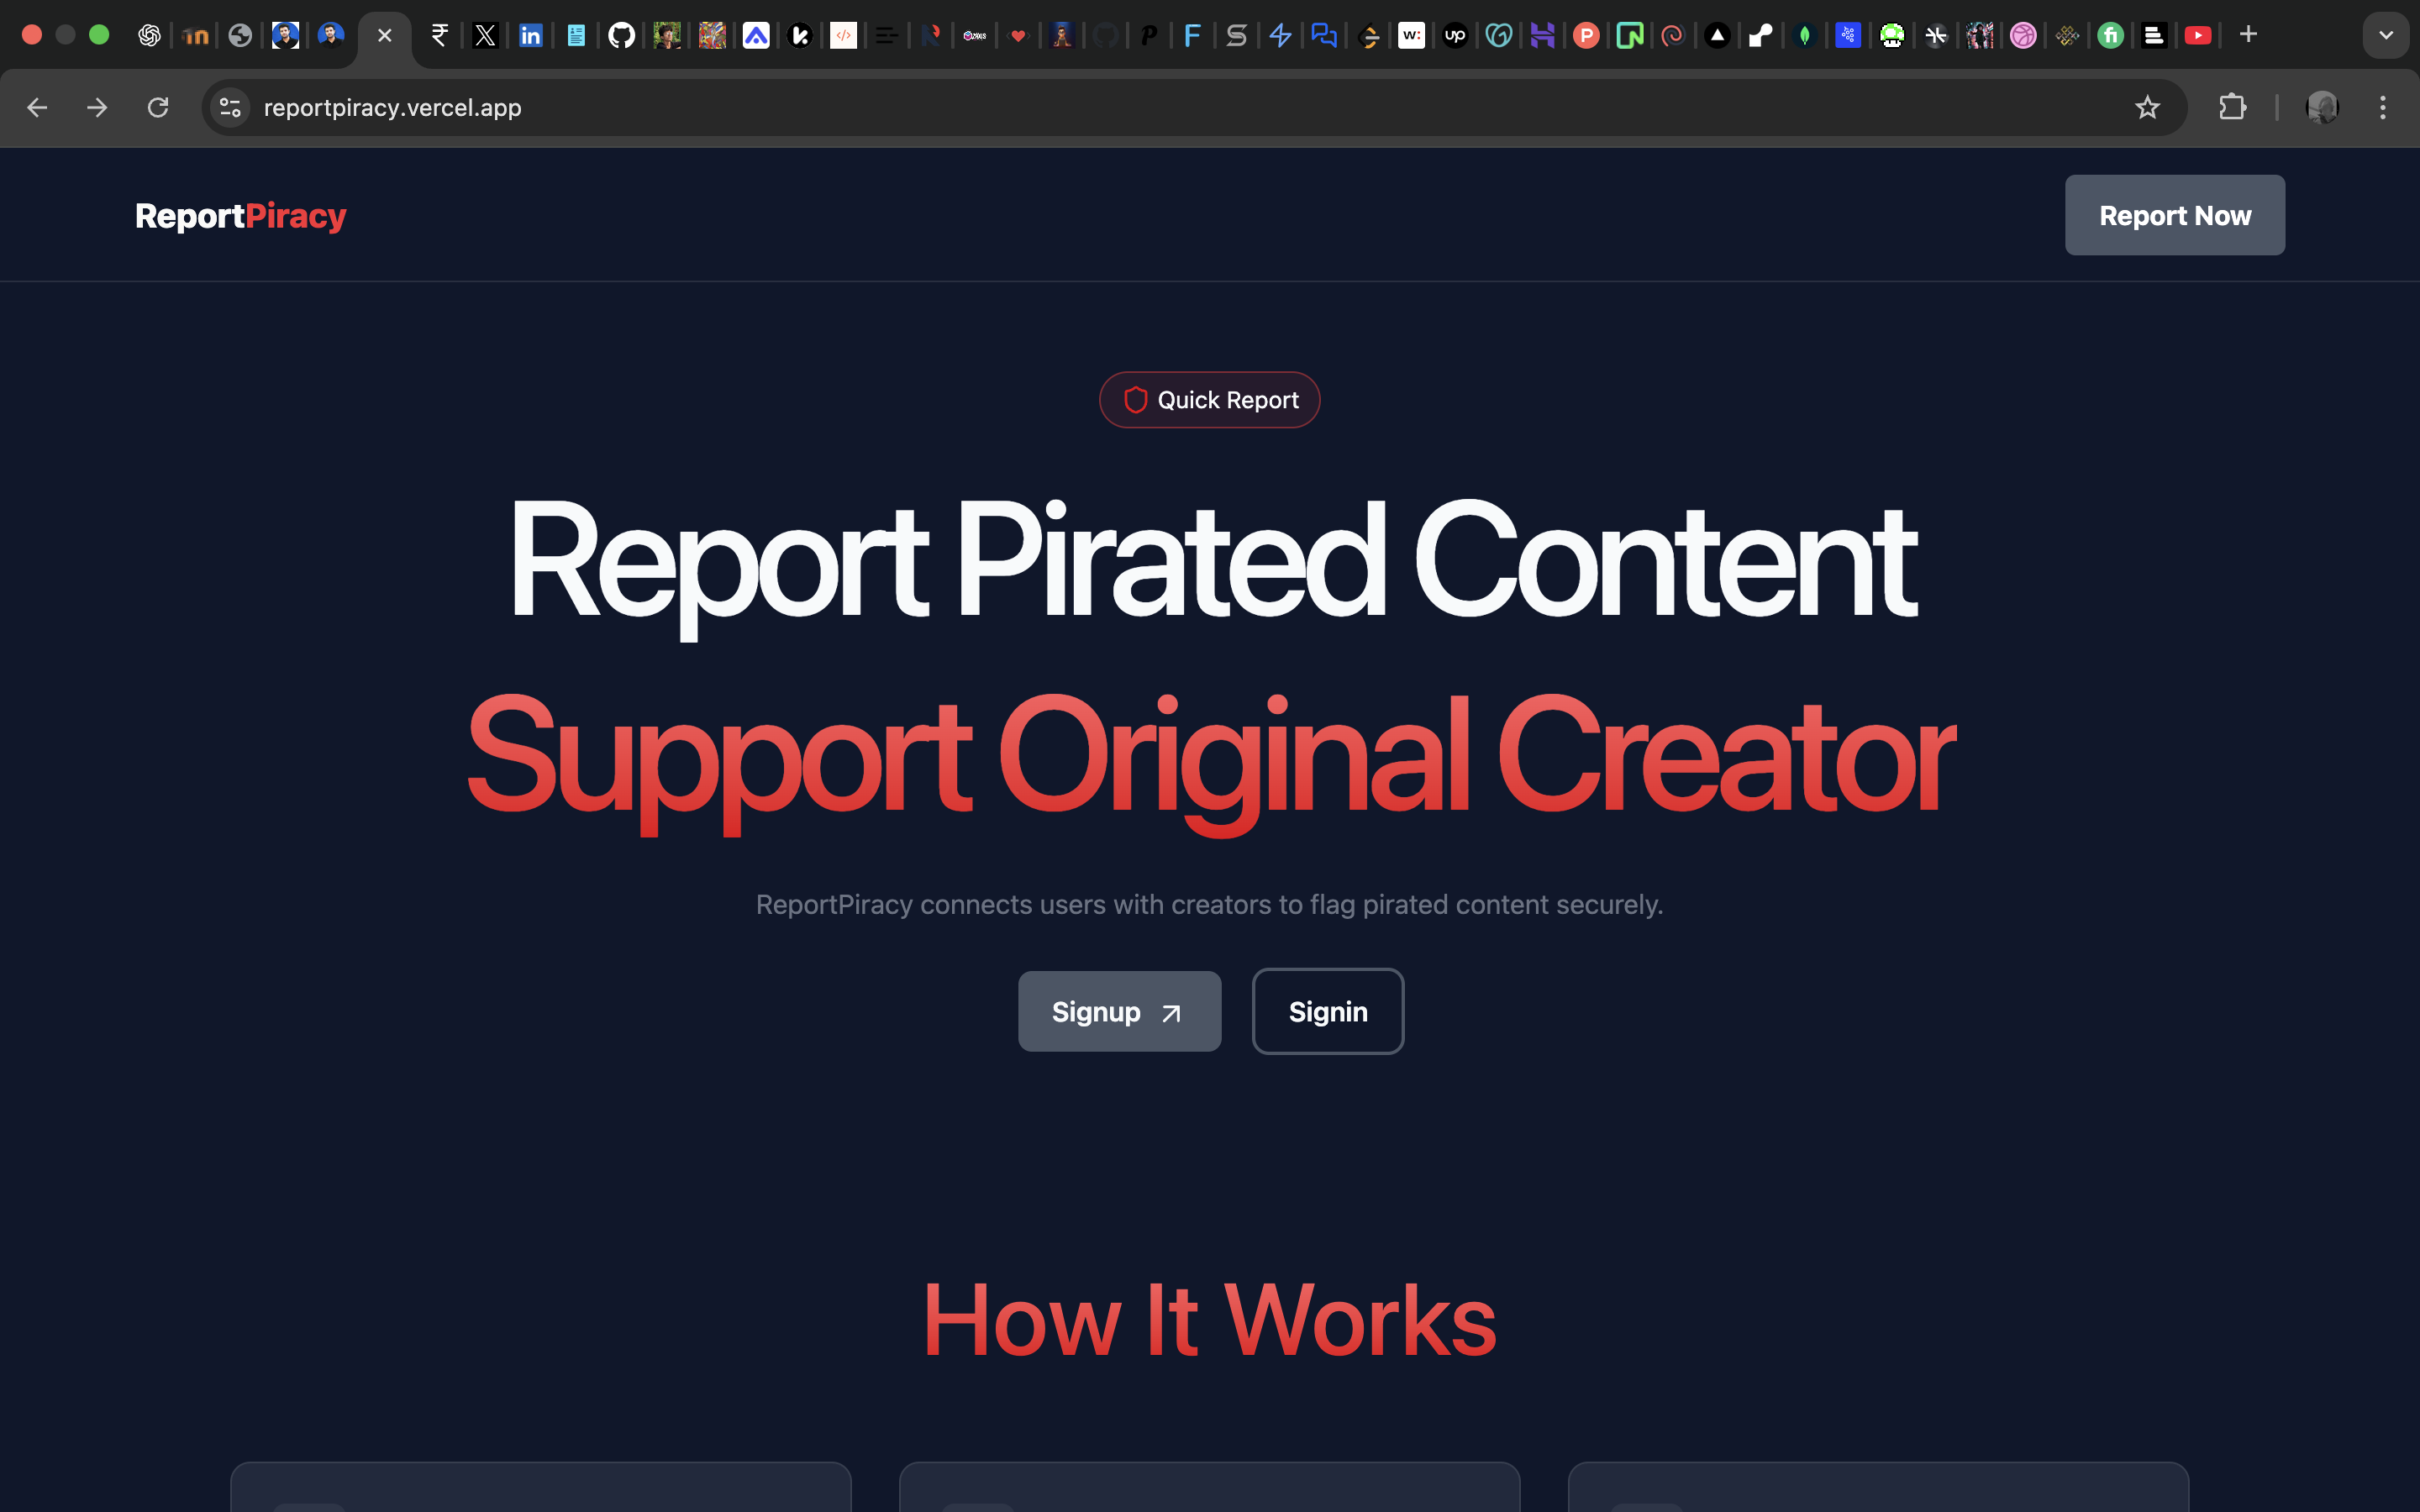 reportpiracy.vercel.app
ReportPiracy
Report Now
Quick Report
Report Pirated Content
Support Original Creator
ReportPiracy connects users with creators to flag pirated content securely.
Signup
Signin
How It Works